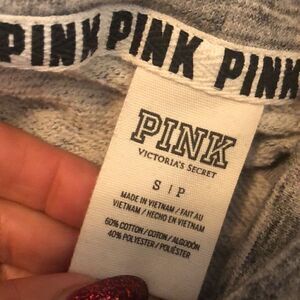 PINK PINK PINK
PINK
VICTORIA'S SECRET
S / P
MADE IN VIETNAM / FAIT AU
VIETNAM / HECHO EN VIETNAM
60% COTTON / COTON / ALGODÓN
40% POLYESTER / POLIÉSTER